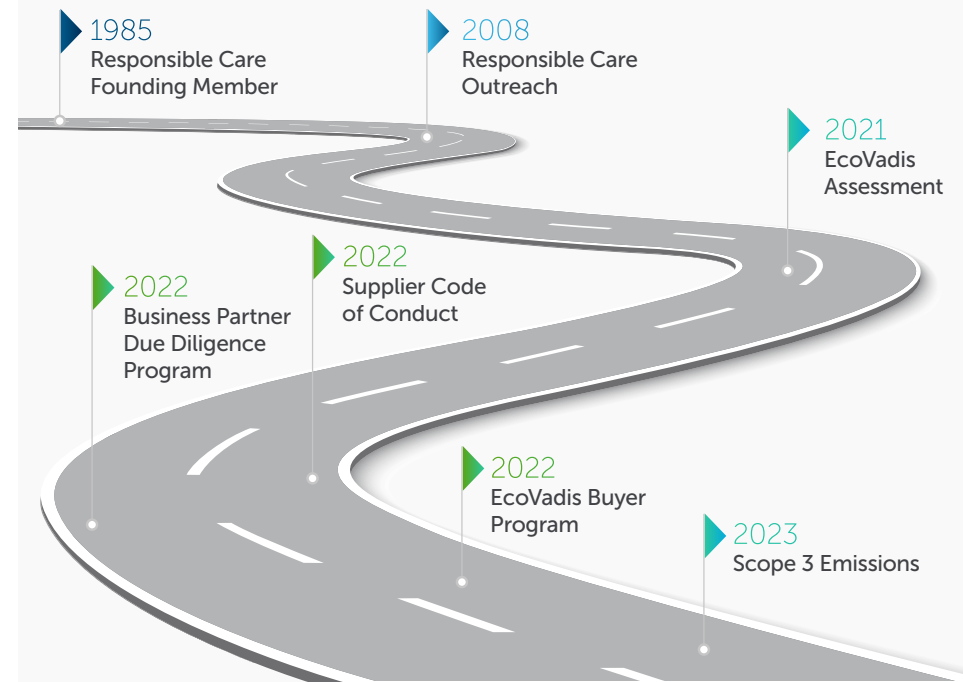 1985
Responsible Care
Founding Member
2008
Responsible Care
Outreach
2021
EcoVadis
Assessment
2022
Supplier Code
of Conduct
2022
Business Partner
Due Diligence
Program
2022
EcoVadis Buyer
Program
2023
Scope 3 Emissions